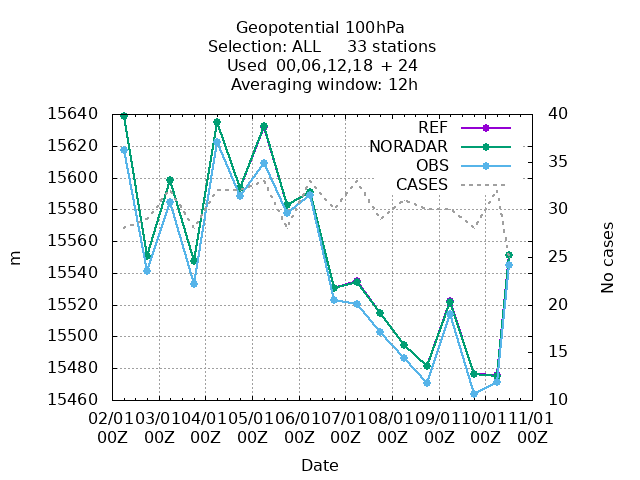 Geopotential 100hPa
Selection: ALL 33 stations
Used 00,06,12,18 + 24
Averaging window: 12h
REF
NORADAR
OBS
CASES
15640
15620
15600
15580
15560
15540
15520
15500
15480
15460
m
40
35
30
25
20
15
10
No cases
02/01 03/01 04/01 05/01 06/01 07/01 08/01 09/01 10/01 11/01
00Z 00Z 00Z 00Z 00Z 00Z 00Z 00Z 00Z 00Z
Date